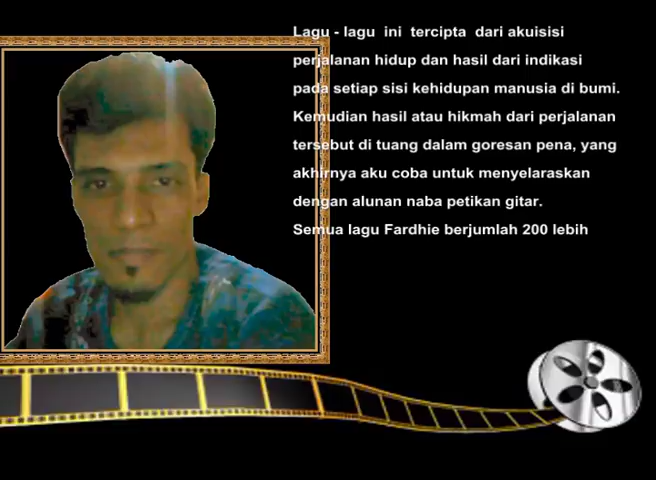 Lagu - lagu ini tercipta dari akuisisi
perjalanan hidup dan hasil dari indikasi
pada setiap sisi kehidupan manusia di bumi.
Kemudian hasil atau hikmah dari perjalanan
tersebut di tuang dalam goresan pena, yang
akhirnya aku coba untuk menyelaraskan
dengan alunan naba petikan gitar.
Semua lagu Fardhie berjumlah 200 lebih